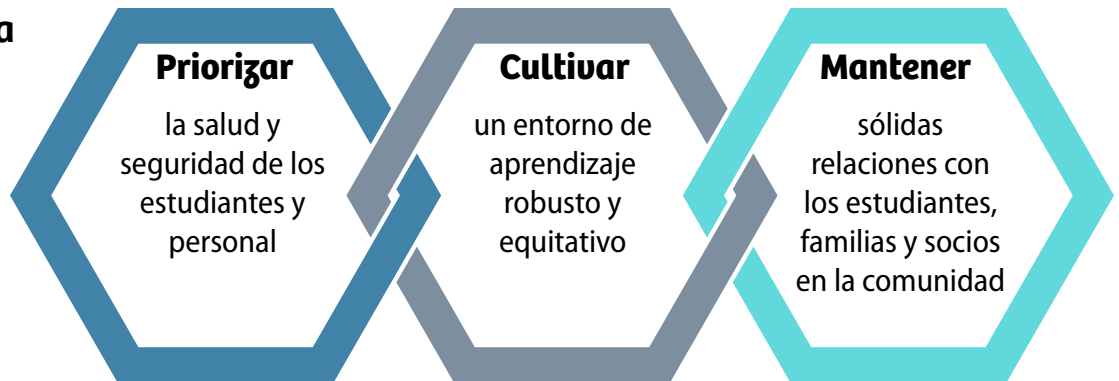 a
Priorizar
la salud y
seguridad de los
estudiantes y
personal
Cultivar
un entorno de
aprendizaje
robusto y
equitativo
Mantener
sólidas
relaciones con
los estudiantes,
familias y socios
en la comunidad